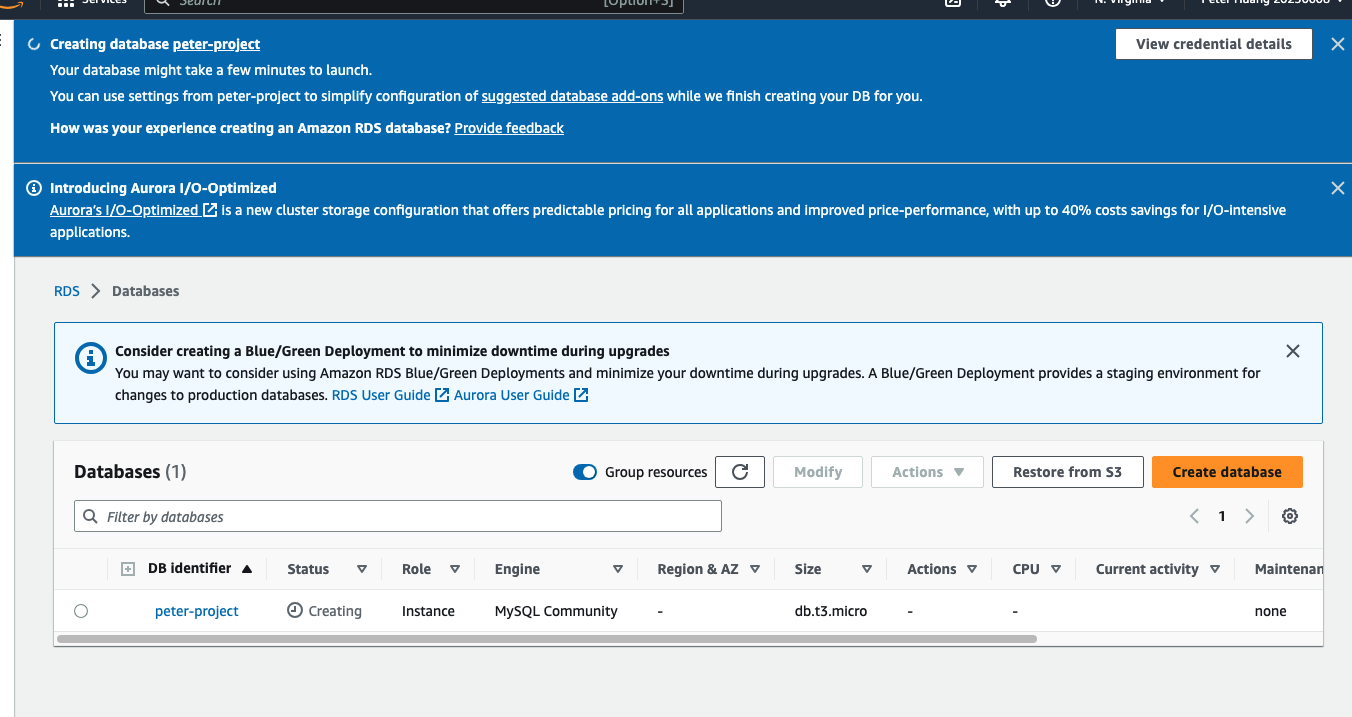 Services
Search
[Option+S]
N. Virginia
Creating database peter-project
View credential details
Your database might take a few minutes to launch.
You can use settings from peter-project to simplify configuration of suggested database add-ons while we finish creating your DB for you.
How was your experience creating an Amazon RDS database? Provide feedback
Introducing Aurora I/O-Optimized
Aurora's I/O-Optimized is a new cluster storage configuration that offers predictable pricing for all applications and improved price-performance, with up to 40% costs savings for I/O-intensive
applications.
RDS > Databases
Consider creating a Blue/Green Deployment to minimize downtime during upgrades
You may want to consider using Amazon RDS Blue/Green Deployments and minimize your downtime during upgrades. A Blue/Green Deployment provides a staging environment for
changes to production databases. RDS User Guide Aurora User Guide
Databases (1)
Group resources
Modify
Actions
Restore from S3
Create database
Filter by databases
1
DB identifier Status Role Engine Region & AZ Size Actions CPU Current activity Maintenan
peter-project Creating Instance MySQL Community - db.t3.micro - - none